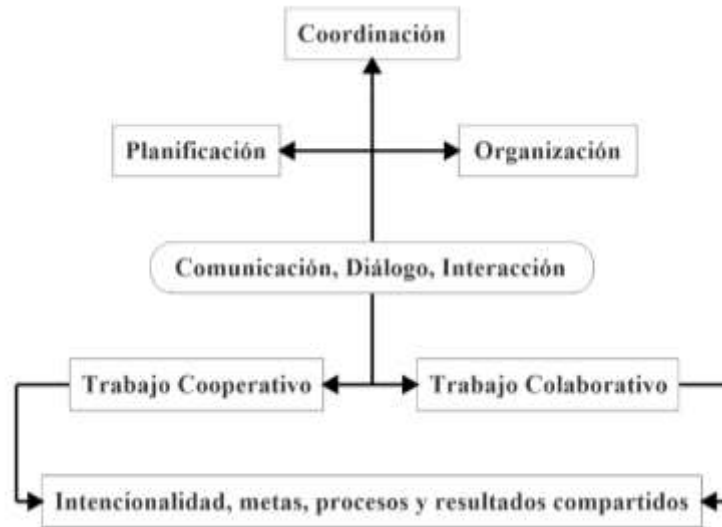 Coordinación
Planificación
Organización
Comunicación, Diálogo, Interacción
Trabajo Cooperativo
Trabajo Colaborativo
Intencionalidad, metas, procesos y resultados compartidos